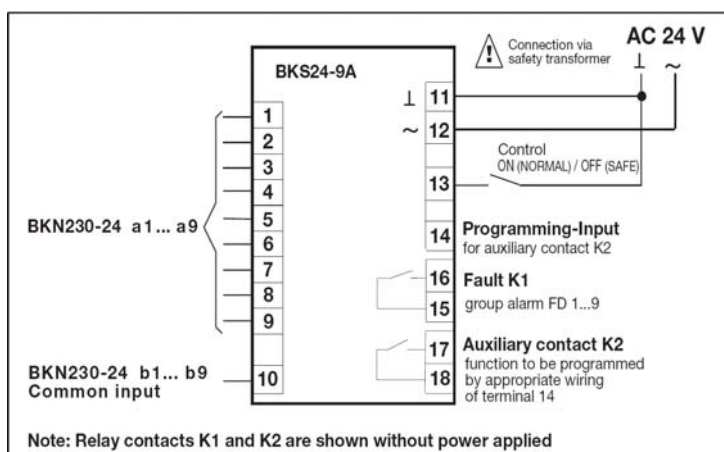 AC 24 V
Connection via
safety transformer
⊥ ~
BKS24-9A
⊥ 11
~ 12
Control
ON (NORMAL) / OFF (SAFE)
13
14 Programming-Input
for auxiliary contact K2
16 Fault K1
15 group alarm FD 1...9
17 Auxiliary contact K2
18 function to be programmed
by appropriate wiring
of terminal 14
1
2
3
4
5
6
7
8
9
10
BKN230-24 a1... a9
BKN230-24 b1... b9
Common input
Note: Relay contacts K1 and K2 are shown without power applied